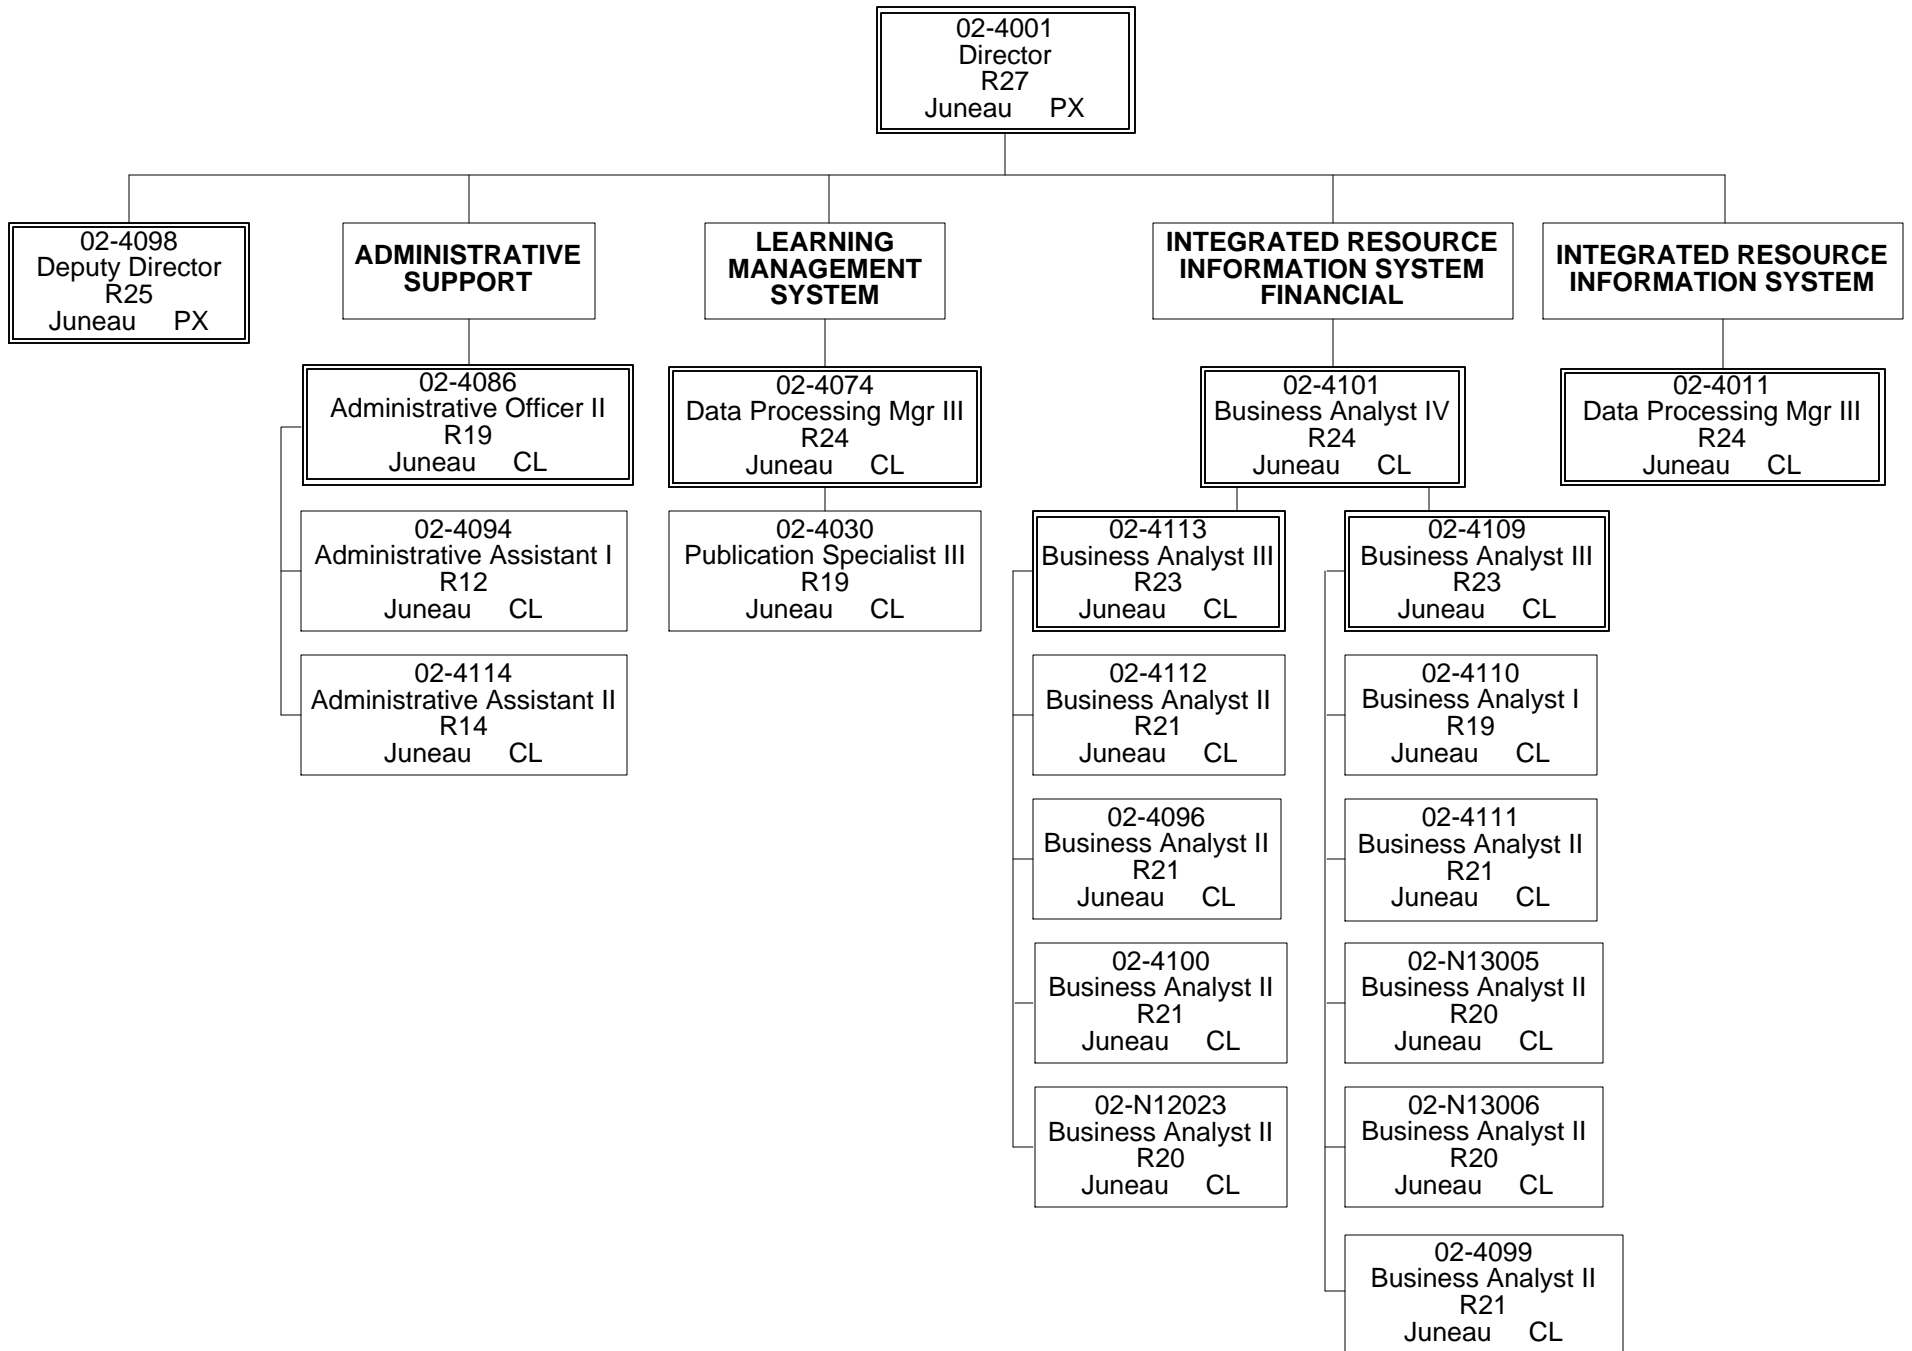 02-4001
Director
R27
Juneau PX
02-4098
Deputy Director
R25
Juneau PX
ADMINISTRATIVE
SUPPORT
LEARNING
MANAGEMENT
SYSTEM
INTEGRATED RESOURCE
INFORMATION SYSTEM
FINANCIAL
INTEGRATED RESOURCE
INFORMATION SYSTEM
02-4086
Administrative Officer II
R19
Juneau CL
02-4094
Administrative Assistant I
R12
Juneau CL
02-4114
Administrative Assistant II
R14
Juneau CL
02-4074
Data Processing Mgr III
R24
Juneau CL
02-4030
Publication Specialist III
R19
Juneau CL
02-4101
Business Analyst IV
R24
Juneau CL
02-4113
Business Analyst III
R23
Juneau CL
02-4112
Business Analyst II
R21
Juneau CL
02-4096
Business Analyst II
R21
Juneau CL
02-4100
Business Analyst II
R21
Juneau CL
02-N12023
Business Analyst II
R20
Juneau CL
02-4109
Business Analyst III
R23
Juneau CL
02-4110
Business Analyst I
R19
Juneau CL
02-4111
Business Analyst II
R21
Juneau CL
02-N13005
Business Analyst II
R20
Juneau CL
02-N13006
Business Analyst II
R20
Juneau CL
02-4099
Business Analyst II
R21
Juneau CL
02-4011
Data Processing Mgr III
R24
Juneau CL